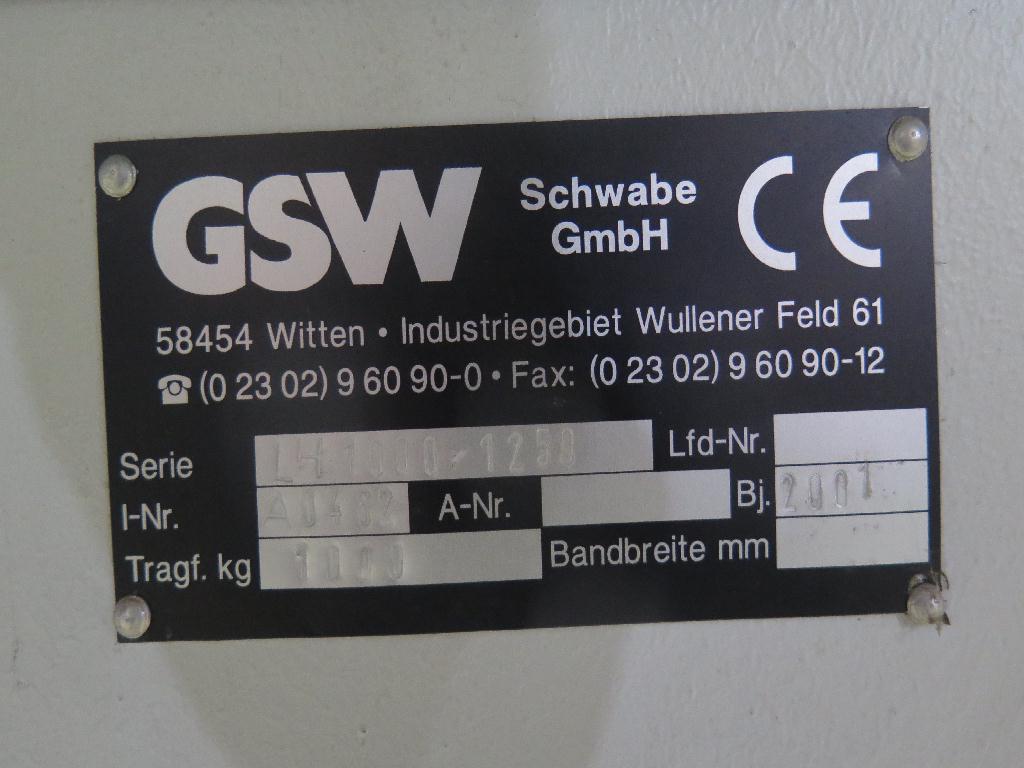 GSW Schwabe GmbH CE
58454 Witten • Industriegebiet Wullener Feld 61
☎ (0 23 02) 9 60 90-0 • Fax: (0 23 02) 9 60 90-12
Serie LH1000-1250 Lfd-Nr.
I-Nr. A0482 A-Nr. Bj. 2001
Tragf. kg 1000 Bandbreite mm